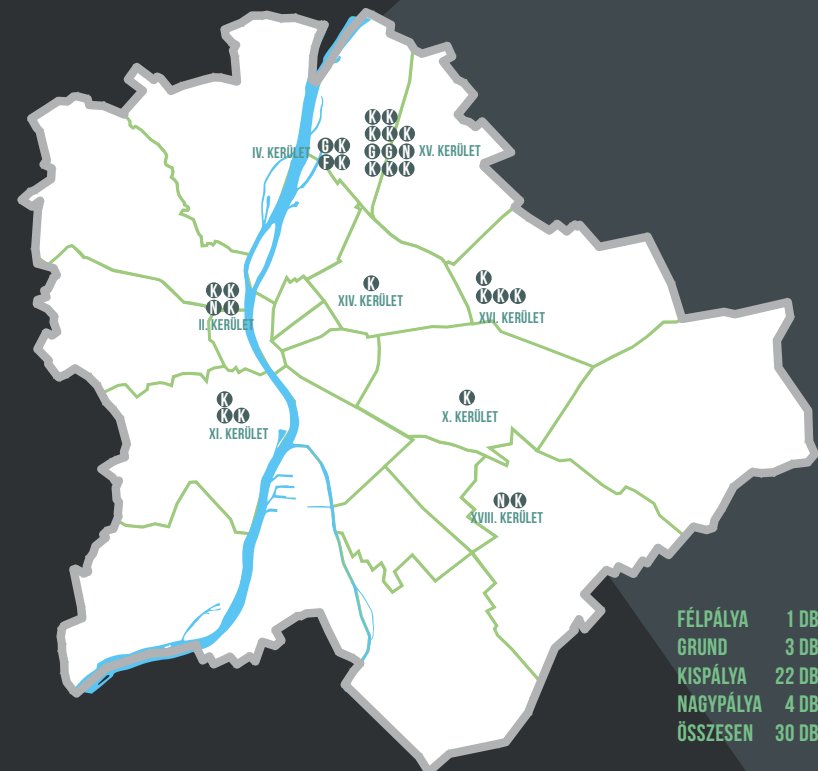 K K
K K K
IV. KERÜLET G K
G G N XV. KERÜLET
F K
K K K
K
XIV. KERÜLET
K
K K K
XVI. KERÜLET
K K
N K
II. KERÜLET
K
K K
XI. KERÜLET
K
X. KERÜLET
N K
XVIII. KERÜLET
FÉLPÁLYA 1 DB
GRUND 3 DB
KISPÁLYA 22 DB
NAGYPÁLYA 4 DB
ÖSSZESEN 30 DB